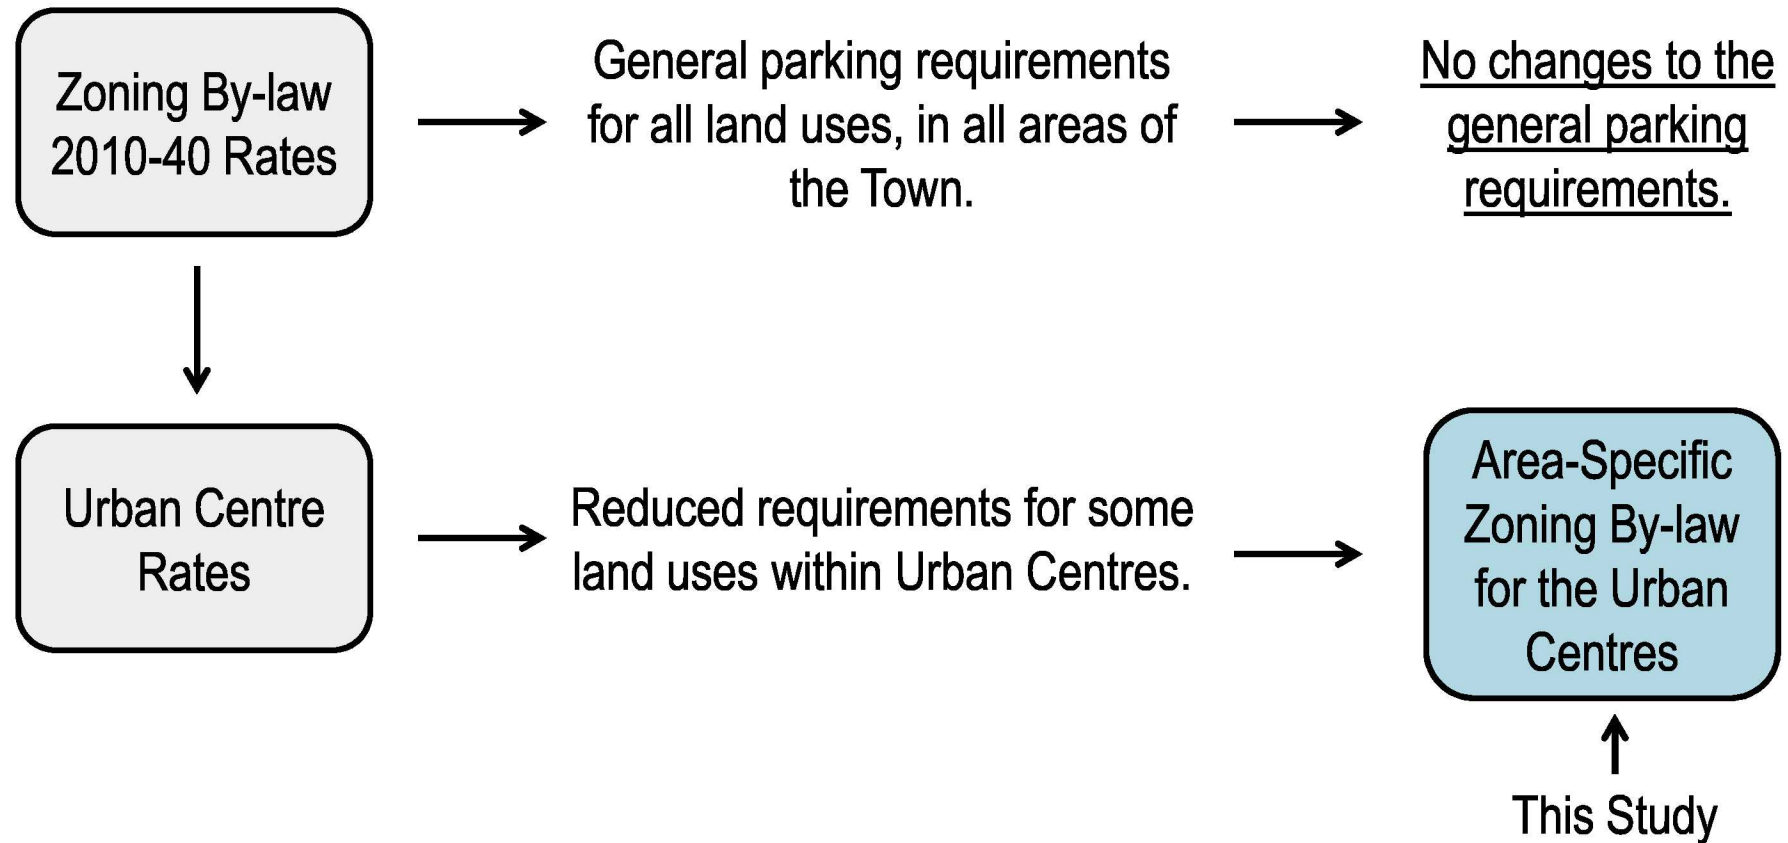 Zoning By-law
2010-40 Rates
General parking requirements
for all land uses, in all areas of
the Town.
No changes to the
general parking
requirements.
Urban Centre
Rates
Reduced requirements for some
land uses within Urban Centres.
Area-Specific
Zoning By-law
for the Urban
Centres
This Study